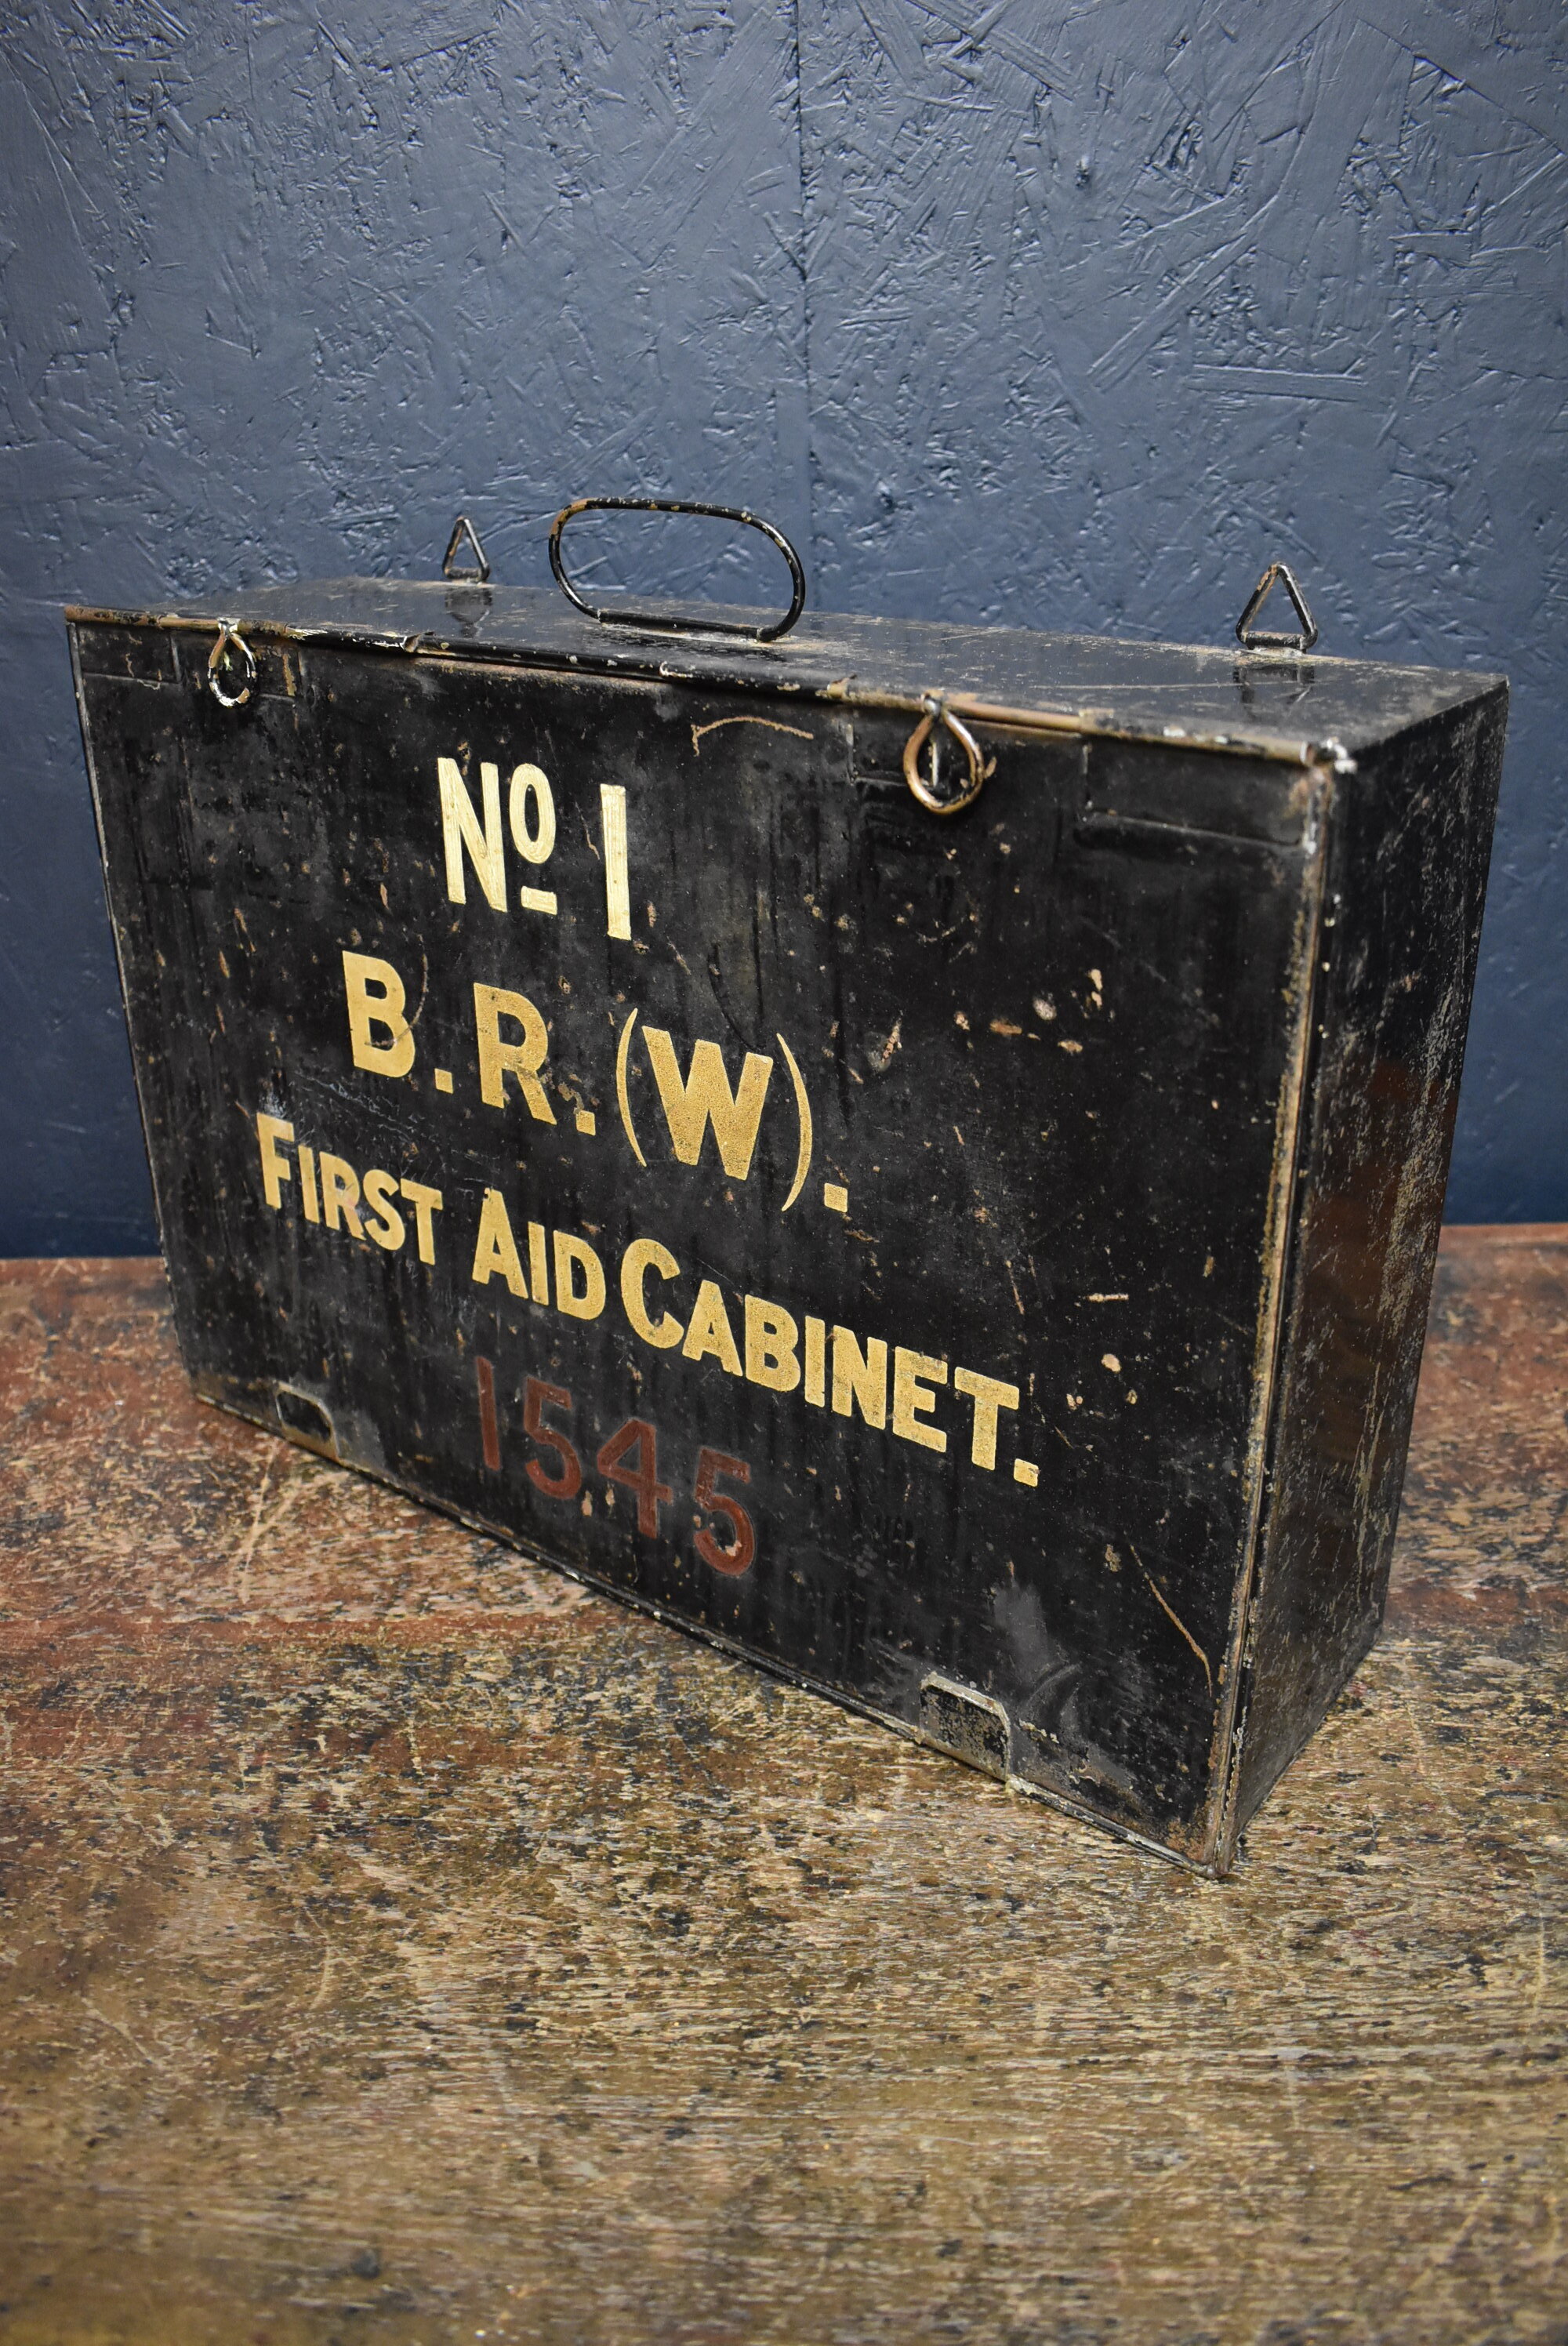 Nº 1
B.R.(W).
FIRST AID CABINET.
1545